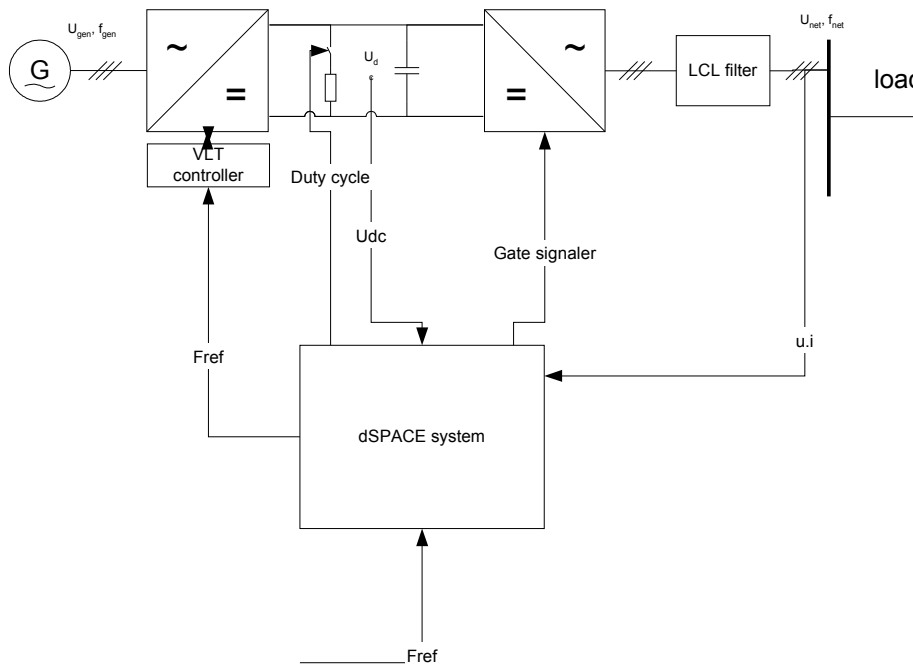 U_gen, f_gen
U_net, f_net
G
~
=
U_dc
=
~
LCL filter
load
VLT
controller
Duty cycle
Udc
Gate signaler
Fref
u.i
dSPACE system
Fref